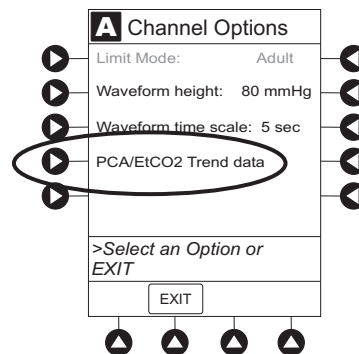 A Channel Options
Limit Mode: Adult
Waveform height: 80 mmHg
Waveform time scale: 5 sec
PCA/EtCO2 Trend data
>Select an Option or
EXIT
EXIT